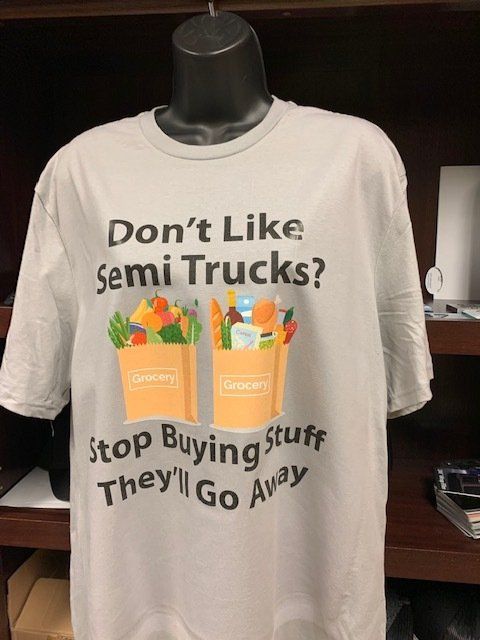 Don't Like
Semi Trucks?
Grocery
Grocery
Stop Buying Stuff
They'll Go Away